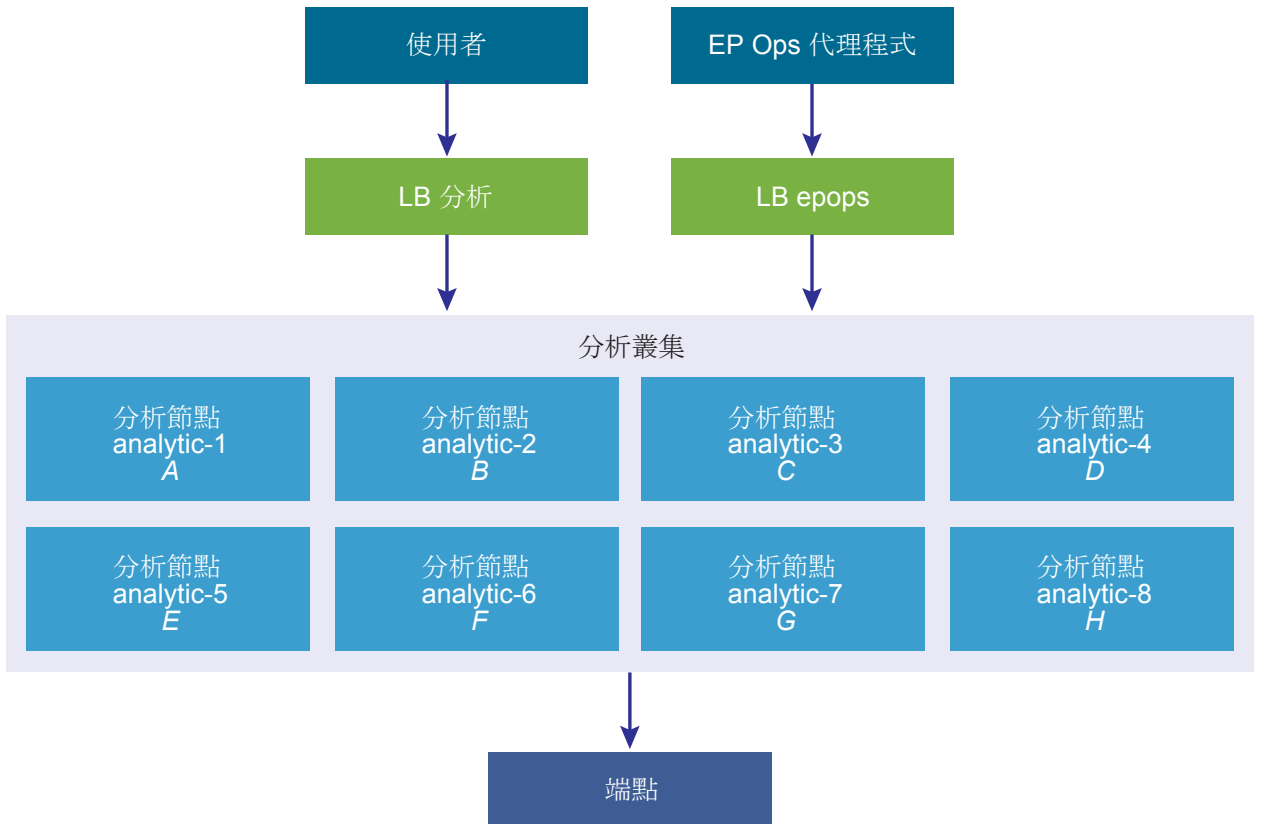 使用者
EP Ops 代理程式
LB 分析
LB epops
分析叢集
分析節點
analytic-1
A
分析節點
analytic-2
B
分析節點
analytic-3
C
分析節點
analytic-4
D
分析節點
analytic-5
E
分析節點
analytic-6
F
分析節點
analytic-7
G
分析節點
analytic-8
H
端點